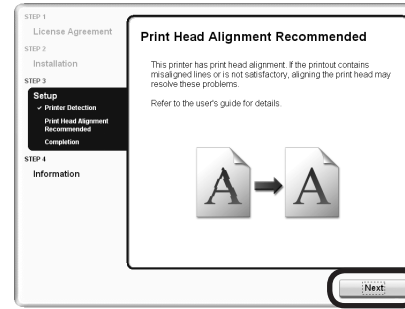 STEP 1
License Agreement
STEP 2
Installation
STEP 3
Setup
✓ Printer Detection
Print Head Alignment
Recommended
Completion
STEP 4
Information
Print Head Alignment Recommended
This printer has print head alignment. If the printout contains
misaligned lines or is not satisfactory, aligning the print head may
resolve these problems.
Refer to the user's guide for details.
A
A
Next